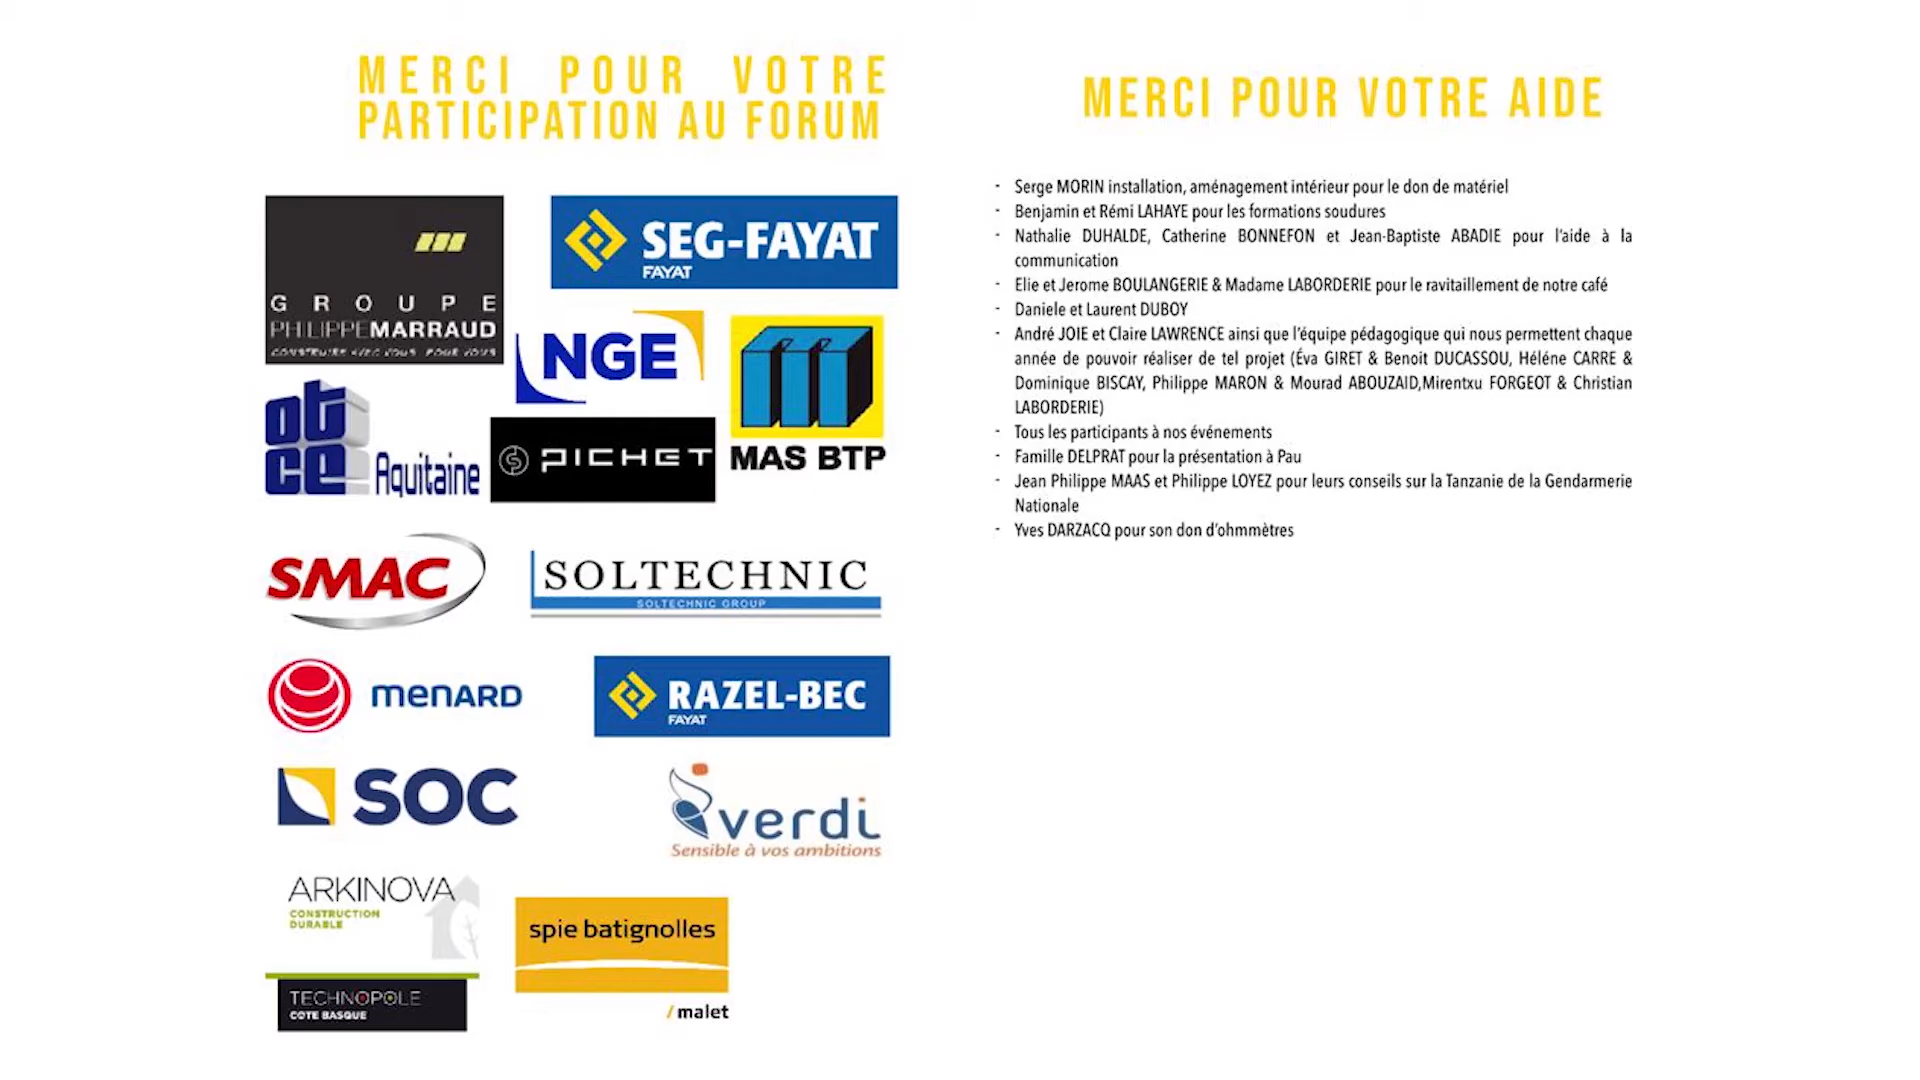 MERCI POUR VOTRE
PARTICIPATION AU FORUM
GROUPE
PHILIPPEMARRAUD
CONSTRUIRE AVEC VOUS POUR VOUS
SEG-FAYAT
FAYAT
NGE
MAS BTP
otce
Aquitaine
PICHET
SMAC
SOLTECHNIC
SOLTECHNIC GROUP
menard
RAZEL-BEC
FAYAT
SOC
verdi
Sensible à vos ambitions
ARKINOVA
CONSTRUCTION
DURABLE
TECHNOPOLE
COTE BASQUE
spie batignolles
/ malet
MERCI POUR VOTRE AIDE
- Serge MORIN installation, aménagement intérieur pour le don de matériel
- Benjamin et Rémi LAHAYE pour les formations soudures
- Nathalie DUHALDE, Catherine BONNEFON et Jean-Baptiste ABADIE pour l'aide à la
communication
- Elie et Jerome BOULANGERIE & Madame LABORDERIE pour le ravitaillement de notre café
- Daniele et Laurent DUBOY
- André JOIE et Claire LAWRENCE ainsi que l'équipe pédagogique qui nous permettent chaque
année de pouvoir réaliser de tel projet (Éva GIRET & Benoit DUCASSOU, Héléne CARRE &
Dominique BISCAY, Philippe MARON & Mourad ABOUZAID,Mirentxu FORGEOT & Christian
LABORDERIE)
- Tous les participants à nos événements
- Famille DELPRAT pour la présentation à Pau
- Jean Philippe MAAS et Philippe LOYEZ pour leurs conseils sur la Tanzanie de la Gendarmerie
Nationale
- Yves DARZACQ pour son don d'ohmmètres